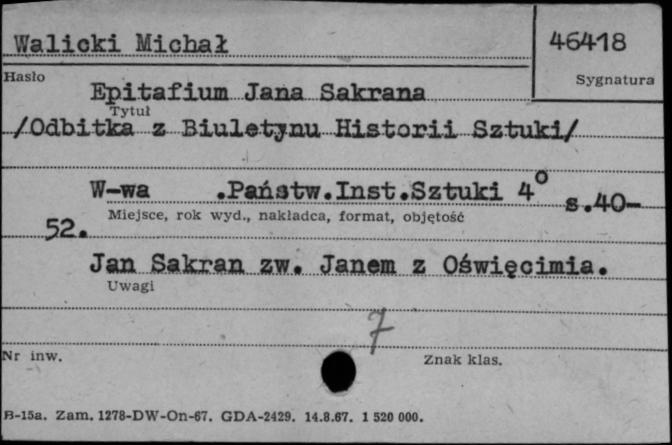 Walicki Michał
46418
Hasło
Sygnatura
Epitafium Jana Sakrana
Tytuł
/Odbitka z Biuletynu Historii Sztuki/
W-wa .Państw.Inst.Sztuki 4° s.40-
Miejsce, rok wyd., nakładca, format, objętość
52.
Jan Sakran zw. Janem z Oświęcimia.
Uwagi
7
Nr inw.
Znak klas.
B-15a. Zam. 1278-DW-On-67. GDA-2429. 14.8.67. 1 520 000.